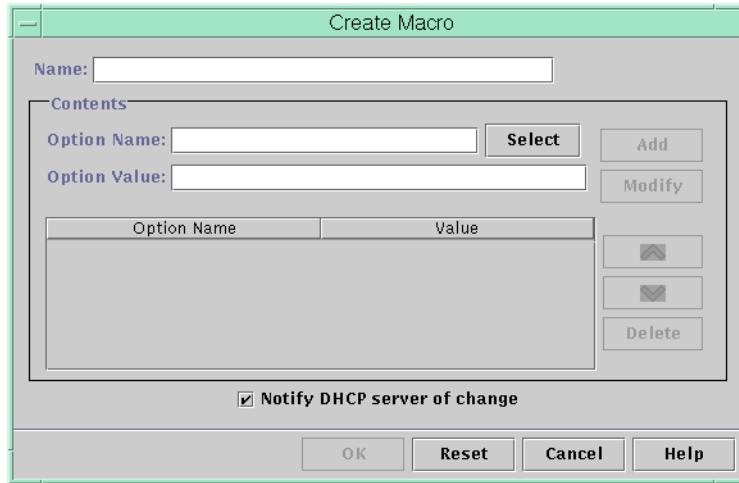 Create Macro
Name:
Contents
Option Name: Select Add
Option Value: Modify
Option Name Value
Delete
Notify DHCP server of change
OK Reset Cancel Help